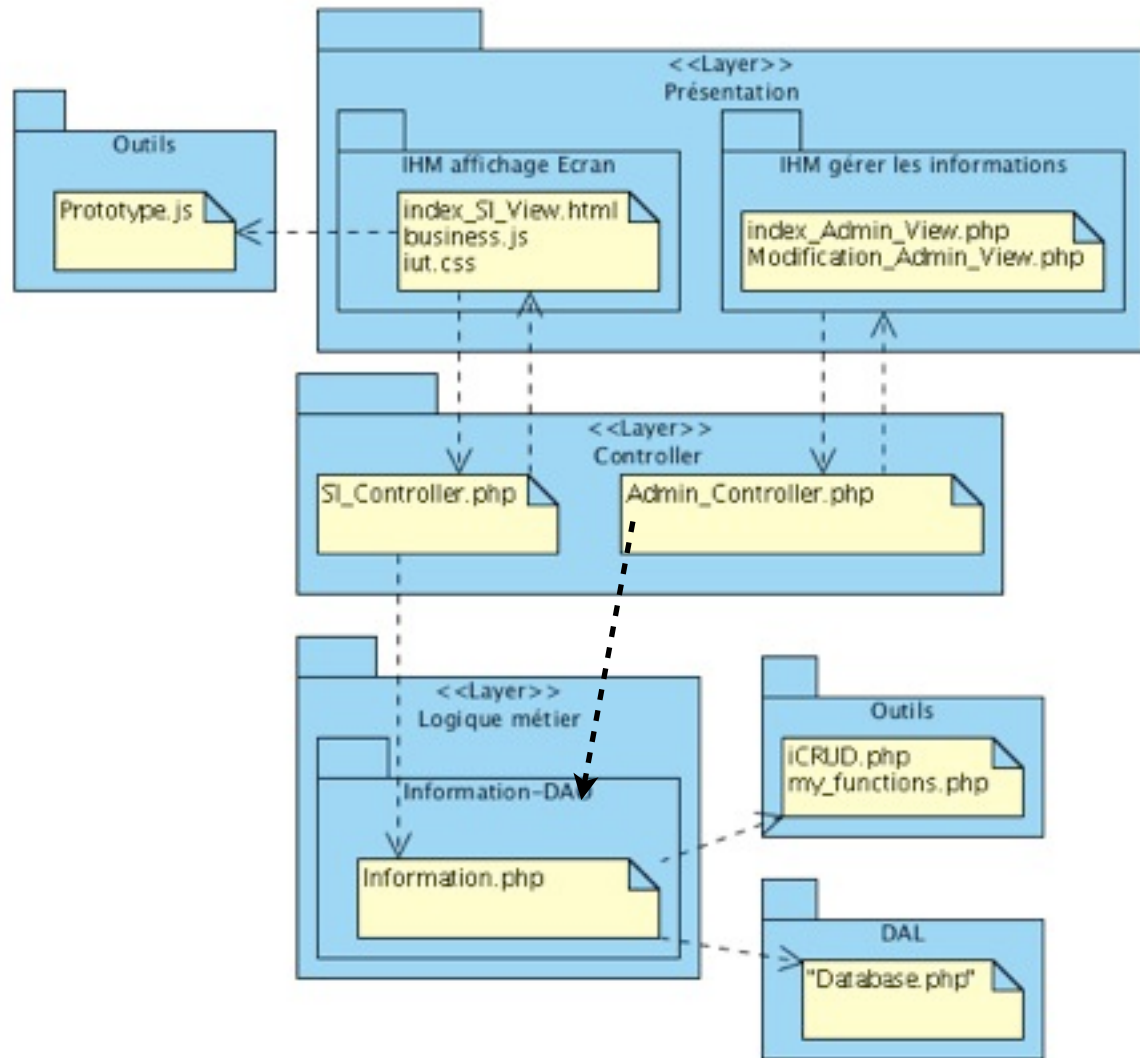 <<Layer>>
Présentation
Outils
Prototype.js
IHM affichage Ecran
index_SI_View.html
business.js
iut.css
IHM gérer les informations
index_Admin_View.php
Modification_Admin_View.php
<<Layer>>
Controller
SI_Controller.php
Admin_Controller.php
<<Layer>>
Logique métier
Information-DAO
Information.php
Outils
iCRUD.php
my_functions.php
DAL
"Database.php"